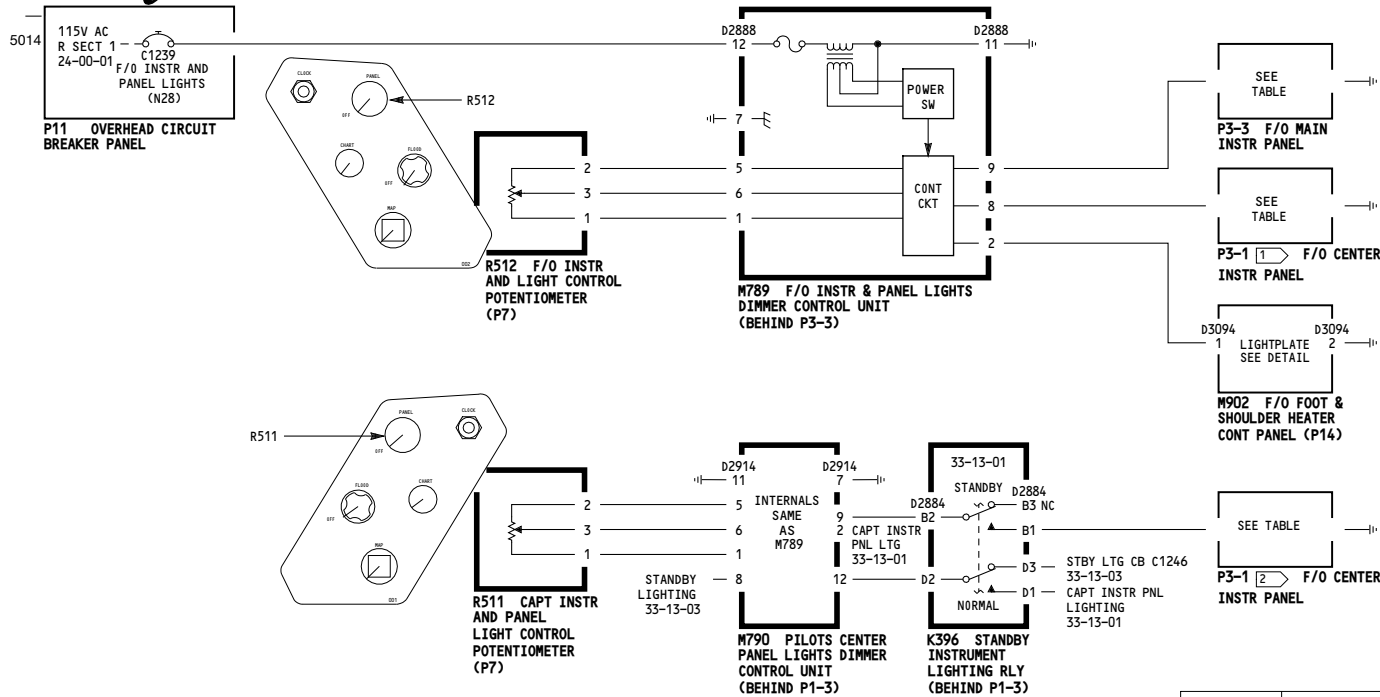 5014
115V AC
R SECT 1
24-00-01
C1239
F/O INSTR AND
PANEL LIGHTS
(N28)
P11 OVERHEAD CIRCUIT
BREAKER PANEL
CLOCK
PANEL
OFF
CHART
FLOOD
OFF
MAP
DD2
R512
2
3
1
R512 F/O INSTR
AND LIGHT CONTROL
POTENTIOMETER
(P7)
D2888
12
7
5
6
1
POWER
SW
CONT
CKT
D2888
11
9
8
2
M789 F/O INSTR & PANEL LIGHTS
DIMMER CONTROL UNIT
(BEHIND P3-3)
SEE
TABLE
P3-3 F/O MAIN
INSTR PANEL
SEE
TABLE
P3-1 1 F/O CENTER
INSTR PANEL
D3094 D3094
1 LIGHTPLATE 2
SEE DETAIL
M902 F/O FOOT &
SHOULDER HEATER
CONT PANEL (P14)
R511
PANEL
OFF
CLOCK
FLOOD
OFF
CHART
MAP
DD1
2
3
1
R511 CAPT INSTR
AND PANEL
LIGHT CONTROL
POTENTIOMETER
(P7)
STANDBY
LIGHTING
33-13-03
D2914
11
5
6
1
8
INTERNALS
SAME
AS
M789
D2914
7
9
2
12
M790 PILOTS CENTER
PANEL LIGHTS DIMMER
CONTROL UNIT
(BEHIND P1-3)
CAPT INSTR
PNL LTG
33-13-01
33-13-01
STANDBY
D2884
B2
D2
NORMAL
D2884
B3 NC
B1
D3
D1
K396 STANDBY
INSTRUMENT
LIGHTING RLY
(BEHIND P1-3)
STBY LTG CB C1246
33-13-03
CAPT INSTR PNL
LIGHTING
33-13-01
SEE TABLE
P3-1 2 F/O CENTER
INSTR PANEL